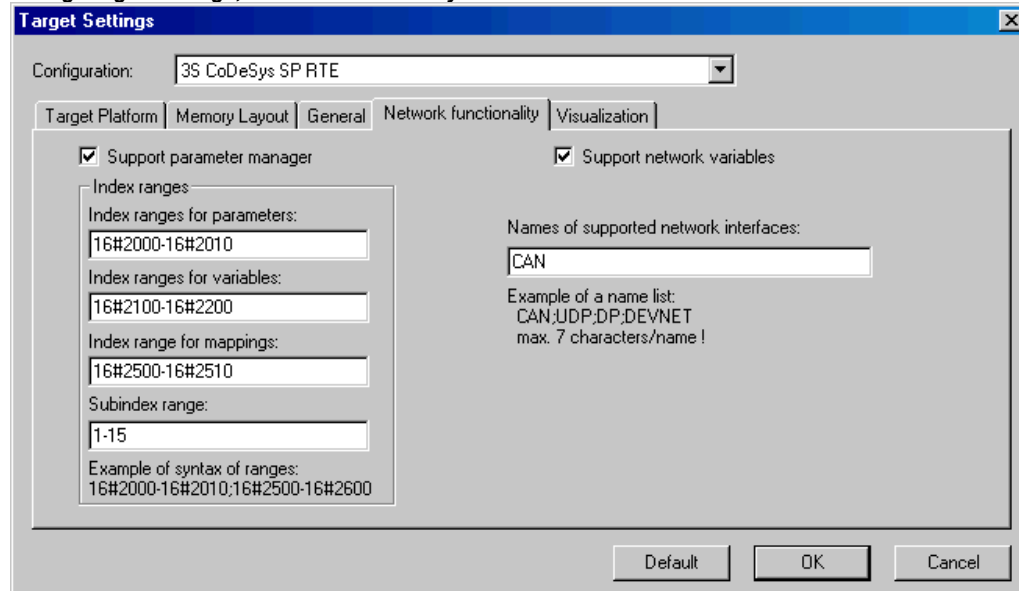 Target Settings
Configuration:
3S CoDeSys SP RTE
Target Platform
Memory Layout
General
Network functionality
Visualization
Support parameter manager
Index ranges
Index ranges for parameters:
16#2000-16#2010
Index ranges for variables:
16#2100-16#2200
Index range for mappings:
16#2500-16#2510
Subindex range:
1-15
Example of syntax of ranges:
16#2000-16#2010;16#2500-16#2600
Support network variables
Names of supported network interfaces:
CAN
Example of a name list:
CAN;UDP;DP;DEVNET
max. 7 characters/name !
Default
OK
Cancel